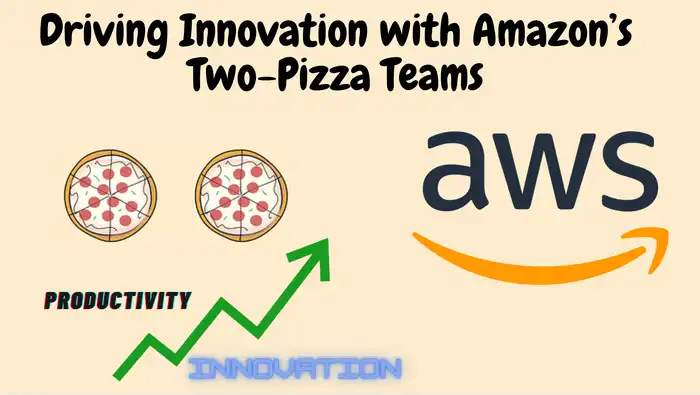 Driving Innovation with Amazon's
Two-Pizza Teams
aws
PRODUCTIVITY
INNOVATION